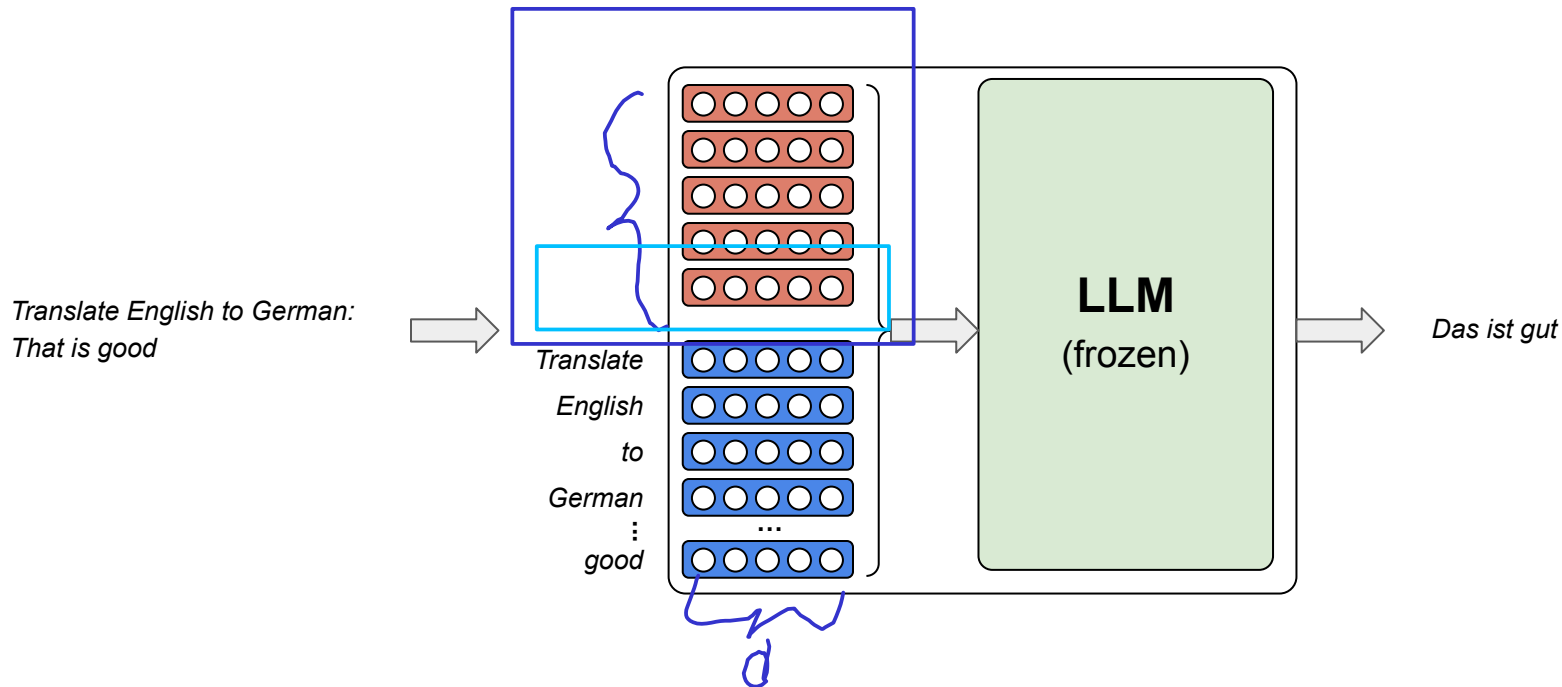 Translate English to German:
That is good
Translate
English
to
German
⋮
...
good
d
LLM
(frozen)
Das ist gut